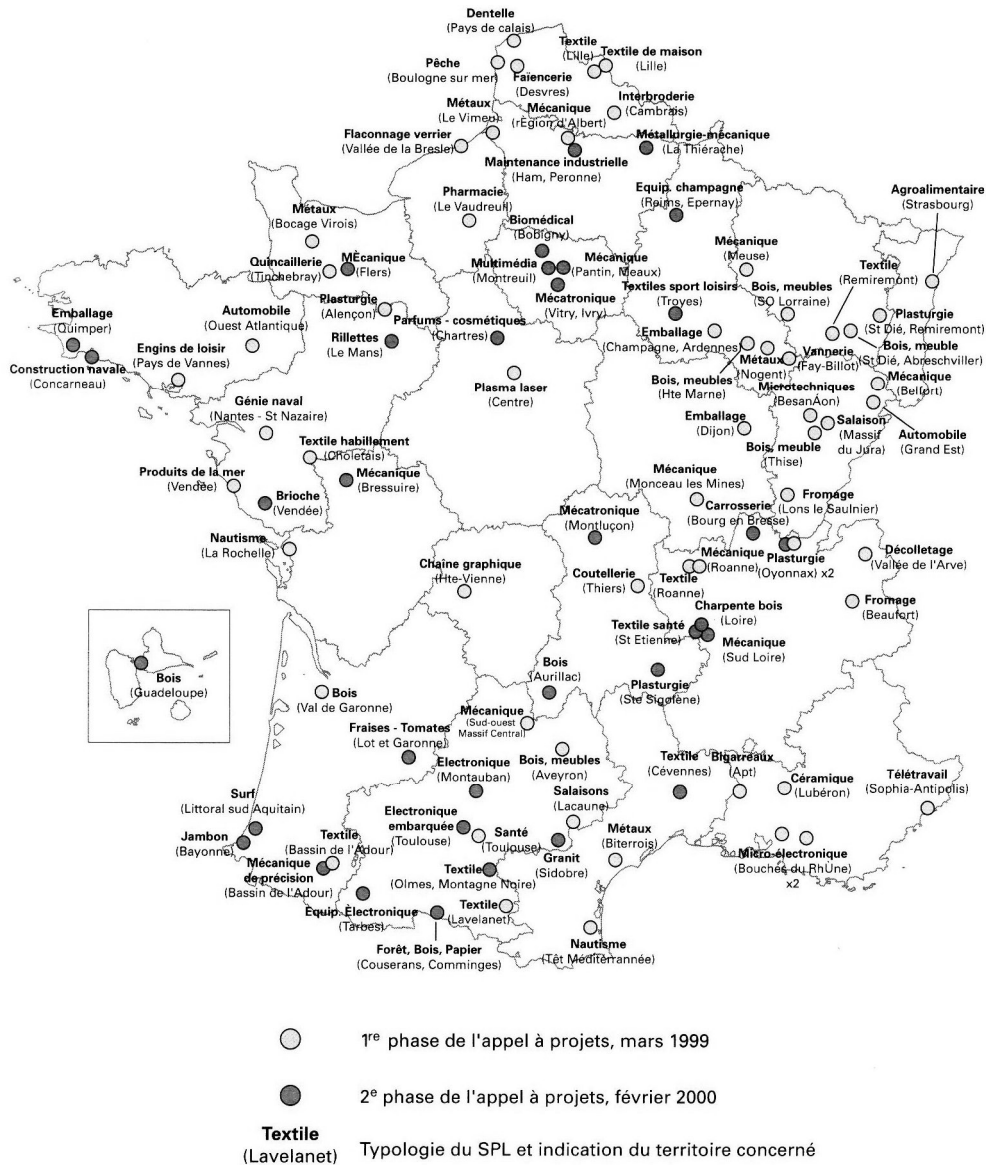 Dentelle
(Pays de calais)
Textile
(Lille)
Textile de maison
(Lille)
Pêche
(Boulogne sur mer)
Faïencerie
(Desvres)
Interbroderie
(Cambrais)
Métaux
(Le Vimeu)
Mécanique
(rÈgion d'Albert)
Flaconnage verrier
(Vallée de la Bresle)
Métallurgie-mécanique
(La Thiérache)
Maintenance industrielle
(Ham, Peronne)
Pharmacie
(Le Vaudreuil)
Equip. champagne
(Reims, Epernay)
Agroalimentaire
(Strasbourg)
Métaux
(Bocage Virois)
Biomédical
(Bobigny)
Mécanique
(Meuse)
Quincaillerie
(Tinchebray)
MÈcanique
(Flers)
Multimédia
(Montreuil)
Mécanique
(Pantin, Meaux)
Textile
(Remiremont)
Mécatronique
(Vitry, Ivry)
Textiles sport loisirs
(Troyes)
Bois, meubles
(SO Lorraine)
Plasturgie
(Alençon)
Emballage
(Quimper)
Automobile
(Ouest Atlantique)
Parfums - cosmétiques
(Chartres)
Plasturgie
(St Dié, Remiremont)
Rillettes
(Le Mans)
Emballage
(Champagne, Ardennes)
Bois, meuble
(St Dié, Abreschviller)
Engins de loisir
(Pays de Vannes)
Métaux
(Nogent)
Vannerie
(Fay-Billot)
Construction navale
(Concarneau)
Plasma laser
(Centre)
Bois, meubles
(Hte Marne)
Microtechniques
(BesanÁon)
Mécanique
(Belfort)
Génie naval
(Nantes - St Nazaire)
Emballage
(Dijon)
Salaison
(Massif
du Jura)
Automobile
(Grand Est)
Textile habillement
(Choletais)
Bois, meuble
(Thise)
Produits de la mer
(Vendée)
Mécanique
(Bressuire)
Mécanique
(Monceau les Mines)
Brioche
(Vendée)
Fromage
(Lons le Saulnier)
Mécatronique
(Montluçon)
Carrosserie
(Bourg en Bresse)
Nautisme
(La Rochelle)
Mécanique
(Roanne)
Plasturgie
(Oyonnax) x2
Décolletage
(Vallée de l'Arve)
Chaine graphique
(Hte-Vienne)
Coutellerie
(Thiers)
Textile
(Roanne)
Fromage
(Beaufort)
Charpente bois
(Loire)
Textile santé
(St Etienne)
Mécanique
(Sud Loire)
Bois
(Guadeloupe)
Bois
(Aurillac)
Plasturgie
(Ste Sigolène)
Bois
(Val de Garonne)
Mécanique
(Sud-ouest
Massif Central)
Fraises - Tomates
(Lot et Garonne)
Electronique
(Montauban)
Bois, meubles
(Aveyron)
Textile
(Cévennes)
Bigarreaux
(Apt)
Céramique
(Lubéron)
Télétravail
(Sophia-Antipolis)
Surf
(Littoral sud Aquitain)
Salaisons
(Lacaune)
Electronique
embarquée
(Toulouse)
Santé
(Toulouse)
Métaux
(Biterrois)
Jambon
(Bayonne)
Textile
(Bassin de l'Adour)
Granit
(Sidobre)
Micro-électronique
(Bouches du RhÙne)
x2
Mécanique
de précision
(Bassin de l'Adour)
Textile
(Olmes, Montagne Noire)
Equip. Electronique
(Tarbes)
Textile
(Lavelanet)
Forêt, Bois, Papier
(Couserans, Comminges)
Nautisme
(Têt Méditerrannée)
1re phase de l'appel à projets, mars 1999
2e phase de l'appel à projets, février 2000
Textile
(Lavelanet)
Typologie du SPL et indication du territoire concerné